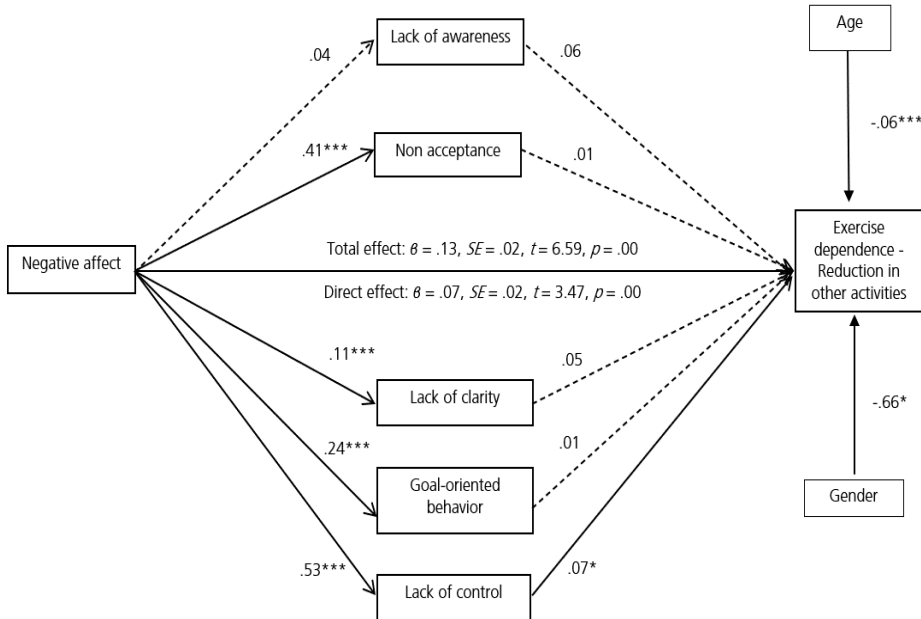 Age
Lack of awareness
.04
.06
-.06***
.41***
Non acceptance
.01
Exercise
dependence -
Reduction in
other activities
Negative affect
Total effect: ϐ = .13, SE = .02, t = 6.59, p = .00
Direct effect: ϐ = .07, SE = .02, t = 3.47, p = .00
.11***
.05
Lack of clarity
-.66*
.24***
.01
Goal-oriented
behavior
Gender
.53***
Lack of control
.07*